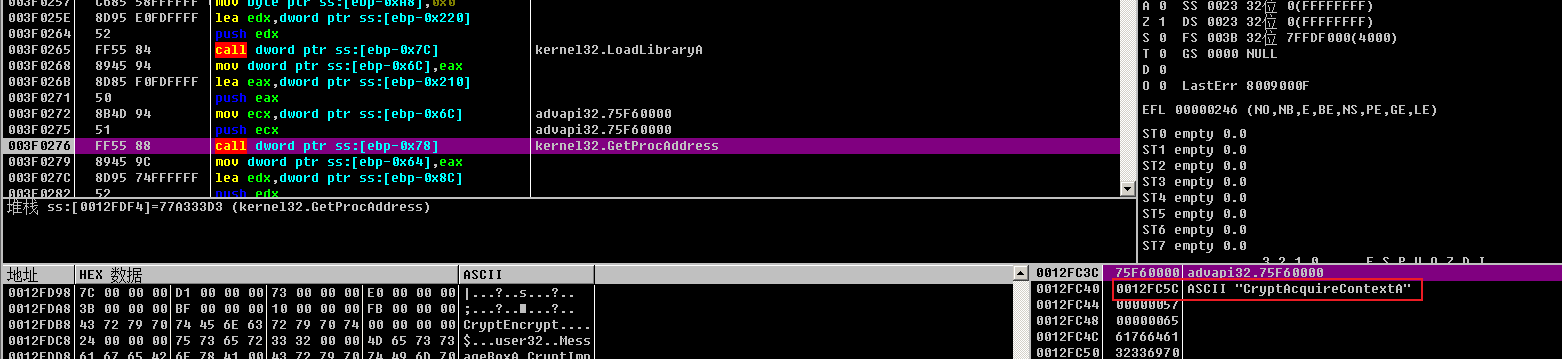 003F0257 C685 58FFFFFF mov byte ptr ss:[ebp-0xA8],0x0
003F025E 8D95 E0FDFFFF lea edx,dword ptr ss:[ebp-0x220]
003F0264 52 push edx
003F0265 FF55 84 call dword ptr ss:[ebp-0x7C] kernel32.LoadLibraryA
003F0268 8945 94 mov dword ptr ss:[ebp-0x6C],eax
003F026B 8D85 F0FDFFFF lea eax,dword ptr ss:[ebp-0x210]
003F0271 50 push eax
003F0272 8B4D 94 mov ecx,dword ptr ss:[ebp-0x6C] advapi32.75F60000
003F0275 51 push ecx advapi32.75F60000
003F0276 FF55 88 call dword ptr ss:[ebp-0x78] kernel32.GetProcAddress
003F0279 8945 9C mov dword ptr ss:[ebp-0x64],eax
003F027C 8D95 74FFFFFF lea edx,dword ptr ss:[ebp-0x8C]
003F0282 52 push edx
堆栈 ss:[0012FDF4]=77A333D3 (kernel32.GetProcAddress)
A 0 SS 0023 32位 0(FFFFFFFF)
Z 1 DS 0023 32位 0(FFFFFFFF)
S 0 FS 003B 32位 7FFDF000(4000)
T 0 GS 0000 NULL
D 0
O 0 LastErr 8009000F
EFL 00000246 (NO,NB,E,BE,NS,PE,GE,LE)
ST0 empty 0.0
ST1 empty 0.0
ST2 empty 0.0
ST3 empty 0.0
ST4 empty 0.0
ST5 empty 0.0
ST6 empty 0.0
ST7 empty 0.0
3 2 1 0 E S P U O Z D I
地址 HEX 数据 ASCII
0012FD98 7C 00 00 00 D1 00 00 00 73 00 00 00 E0 00 00 00 |...?..s...?..
0012FDA8 3B 00 00 00 BF 00 00 00 10 00 00 00 FB 00 00 00
0012FDB8 43 72 79 70 74 45 6E 63 72 79 70 74 00 00 00 00 CryptEncrypt....
0012FDC8 24 00 00 00 75 73 65 72 33 32 00 00 4D 65 73 73 $...user32..Mess
0012FDD8 61 67 65 42 6F 78 41 00 43 72 79 70 74 49 6D 70 ageBoxA.CryptImp
0012FC3C 75F60000 advapi32.75F60000
0012FC40 0012FC5C ASCII "CryptAcquireContextA"
0012FC44 00000057
0012FC48 00000065
0012FC4C 61766461
0012FC50 32336970